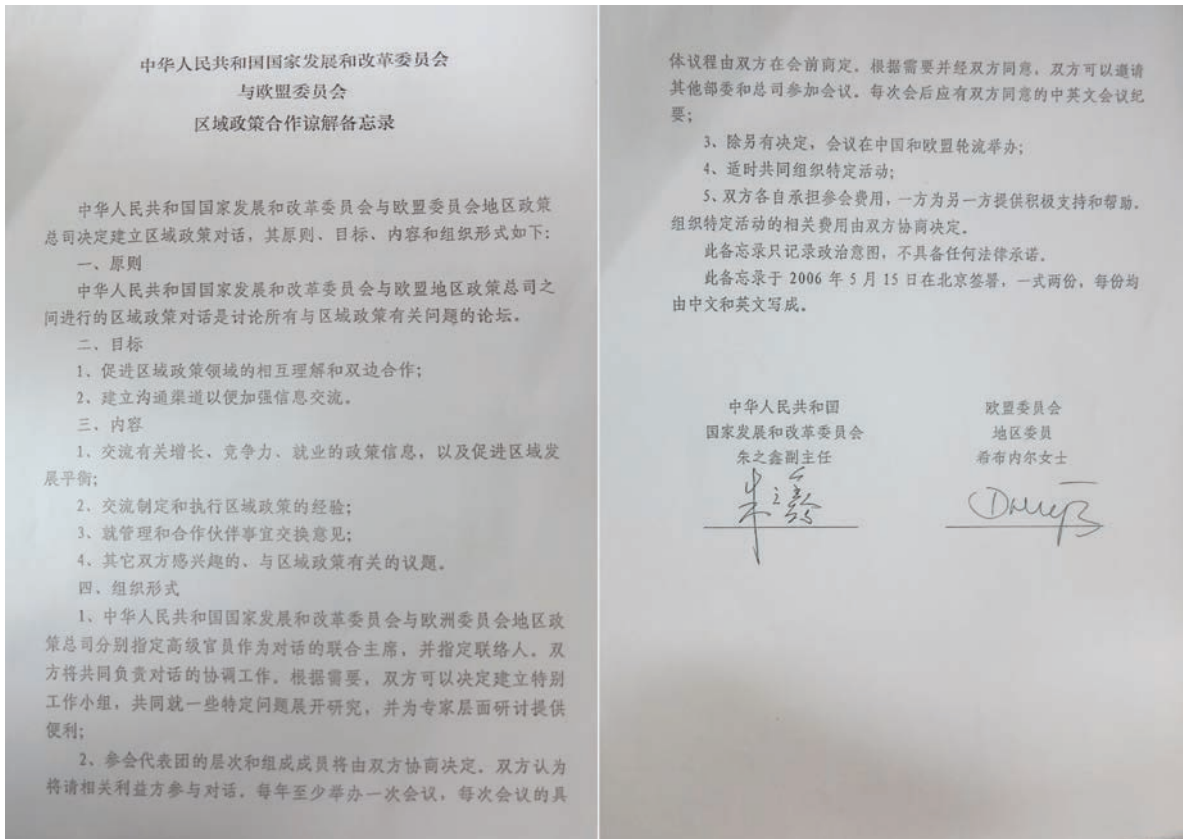 中华人民共和国国家发展和改革委员会
与欧盟委员会
区域政策合作谅解备忘录
中华人民共和国国家发展和改革委员会与欧盟委员会地区政策
总司决定建立区域政策对话，其原则、目标、内容和组织形式如下：
一、原则
中华人民共和国国家发展和改革委员会与欧盟地区政策总司之
间进行的区域政策对话是讨论所有与区域政策有关问题的论坛。
二、目标
1、促进区域政策领域的相互理解和双边合作；
2、建立沟通渠道以便加强信息交流。
三、内容
1、交流有关增长、竞争力、就业的政策信息，以及促进区域发
展平衡；
2、交流制定和执行区域政策的经验；
3、就管理和合作伙伴事宜交换意见；
4、其它双方感兴趣的、与区域政策有关的议题。
四、组织形式
1、中华人民共和国国家发展和改革委员会与欧洲委员会地区政
策总司分别指定高级官员作为对话的联合主席，并指定联络人。双
方将共同负责对话的协调工作。根据需要，双方可以决定建立特别
工作小组，共同就一些特定问题展开研究，并为专家层面研讨提供
便利；
2、参会代表团的层次和组成成员将由双方协商决定。双方认为
将请相关利益方参与对话。每年至少举办一次会议，每次会议的具
体议程由双方在会前商定。根据需要并经双方同意，双方可以邀请
其他部委和总司参加会议。每次会后应有双方同意的中英文会议纪
要；
3、除另有决定，会议在中国和欧盟轮流举办；
4、适时共同组织特定活动；
5、双方各自承担参会费用，一方为另一方提供积极支持和帮助。
组织特定活动的相关费用由双方协商决定。
此备忘录只记录政治意图，不具备任何法律承诺。
此备忘录于 2006 年 5 月 15 日在北京签署，一式两份，每份均
由中文和英文写成。
中华人民共和国
国家发展和改革委员会
朱之鑫副主任
朱之鑫
欧盟委员会
地区委员
希布内尔女士